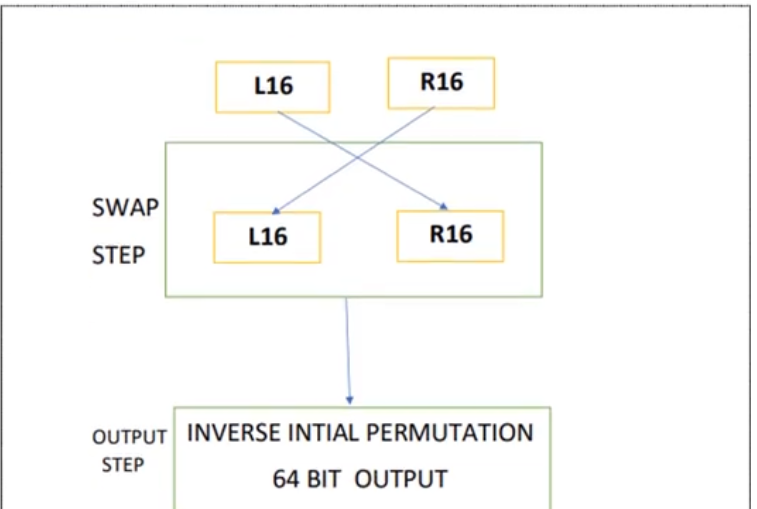 L16
R16
SWAP
STEP
L16
R16
OUTPUT
STEP
INVERSE INTIAL PERMUTATION
64 BIT OUTPUT